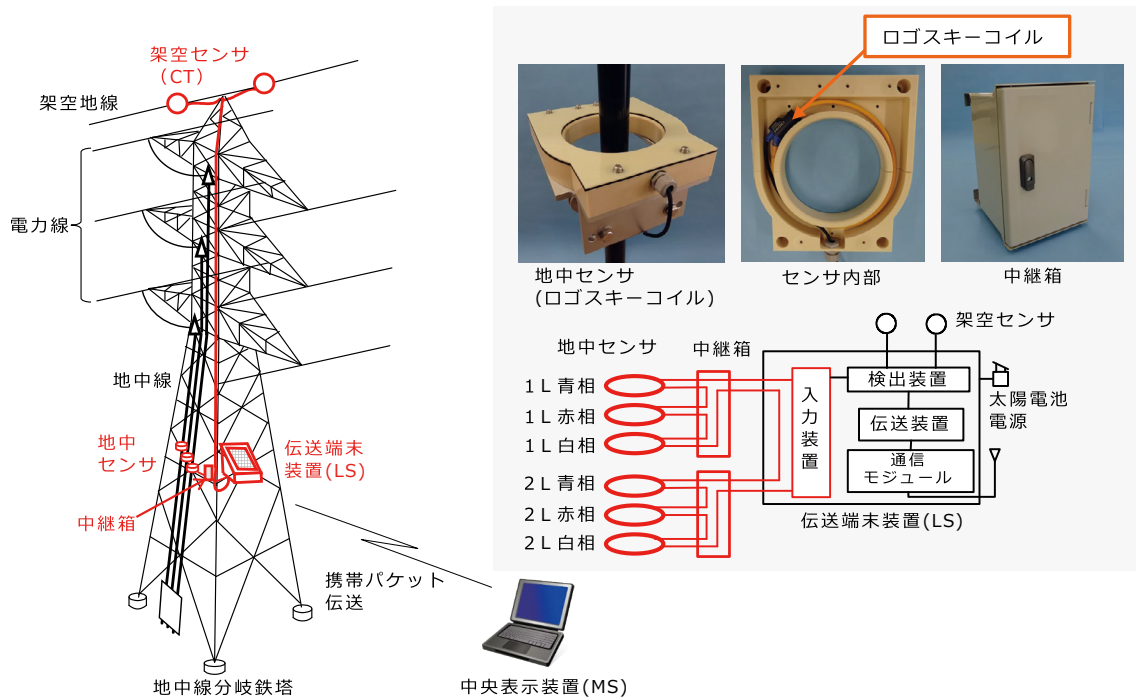 架空センサ
(CT)
架空地線
電力線
地中線
地中
センサ
伝送端末
装置(LS)
中継箱
携帯パケット
伝送
地中線分岐鉄塔
中央表示装置(MS)
ロゴスキーコイル
地中センサ
(ロゴスキーコイル)
センサ内部
中継箱
架空センサ
地中センサ
中継箱
1L青相
1L赤相
1L白相
2L青相
2L赤相
2L白相
入力装置
検出装置
伝送装置
通信
モジュール
太陽電池
電源
伝送端末装置(LS)